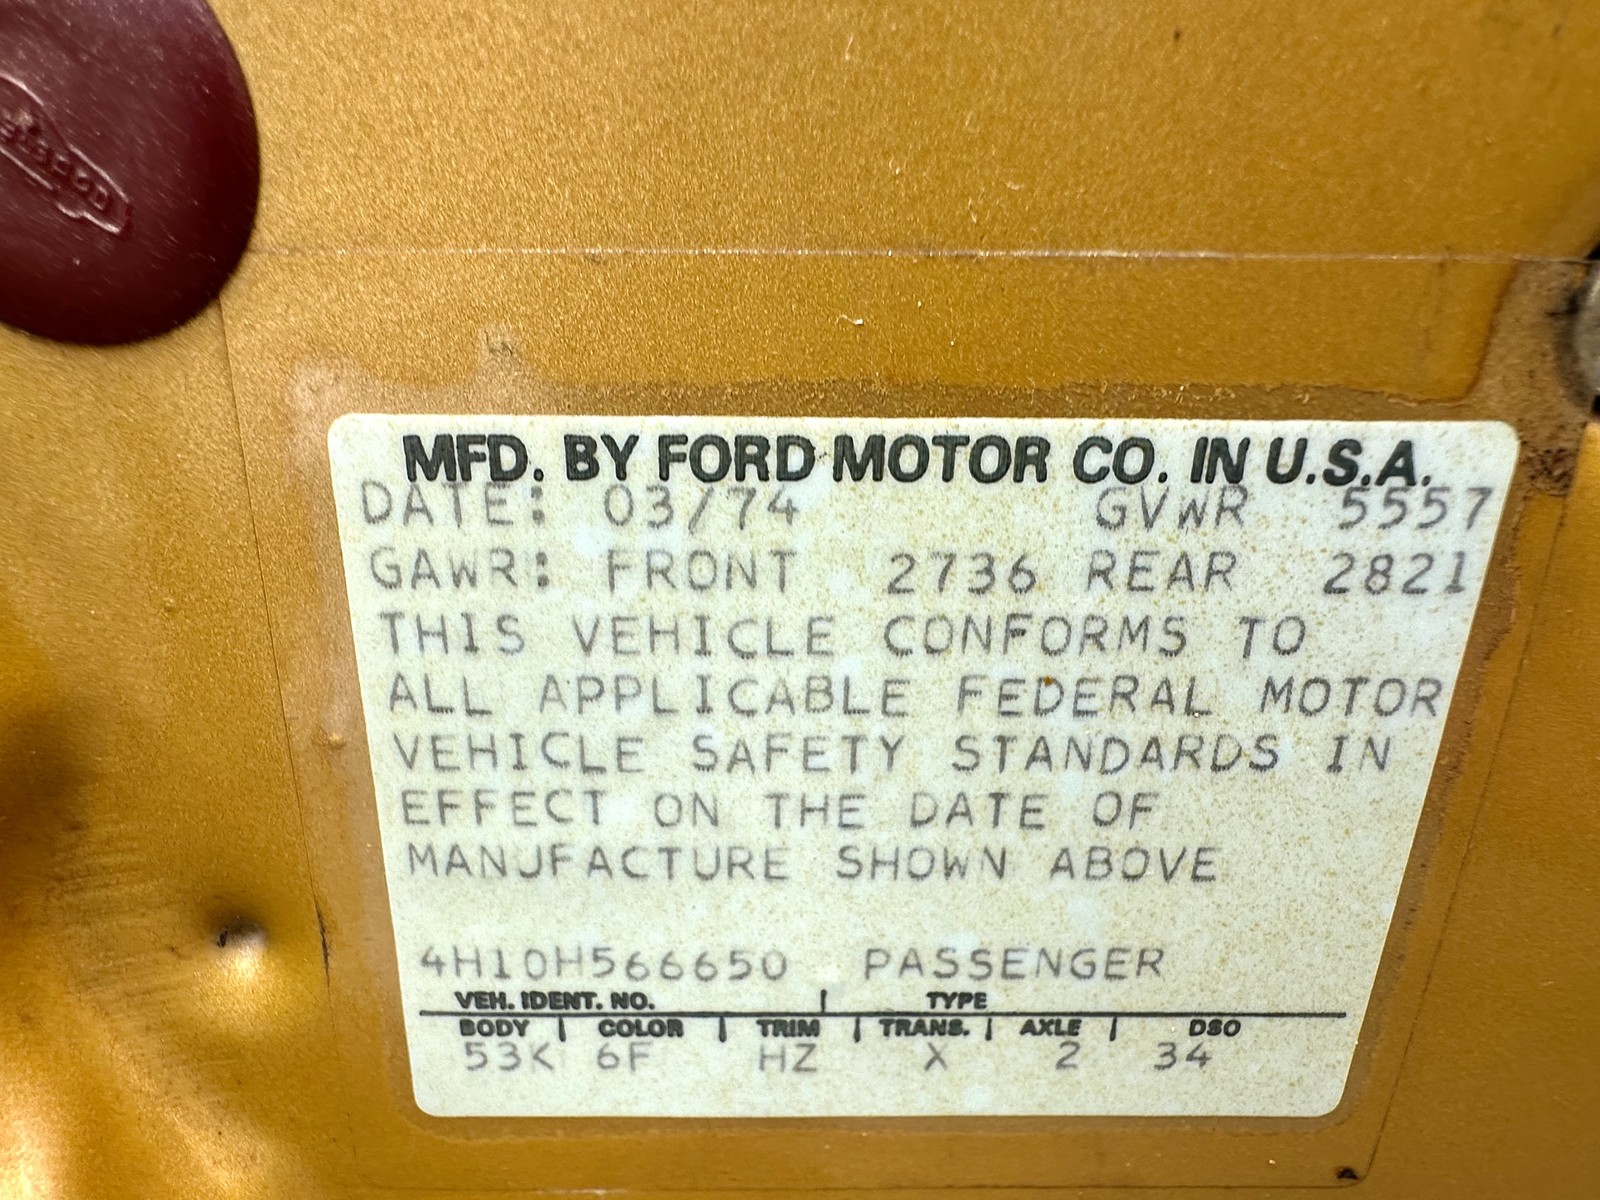 MFD. BY FORD MOTOR CO. IN U.S.A.
DATE: 03/74 GVWR 5557
GAWR: FRONT 2736 REAR 2821
THIS VEHICLE CONFORMS TO
ALL APPLICABLE FEDERAL MOTOR
VEHICLE SAFETY STANDARDS IN
EFFECT ON THE DATE OF
MANUFACTURE SHOWN ABOVE
4H10H566650 PASSENGER
VEH. IDENT. NO. | TYPE
BODY | COLOR | TRIM | TRANS. | AXLE | DSO
53K 6F HZ X 2 34